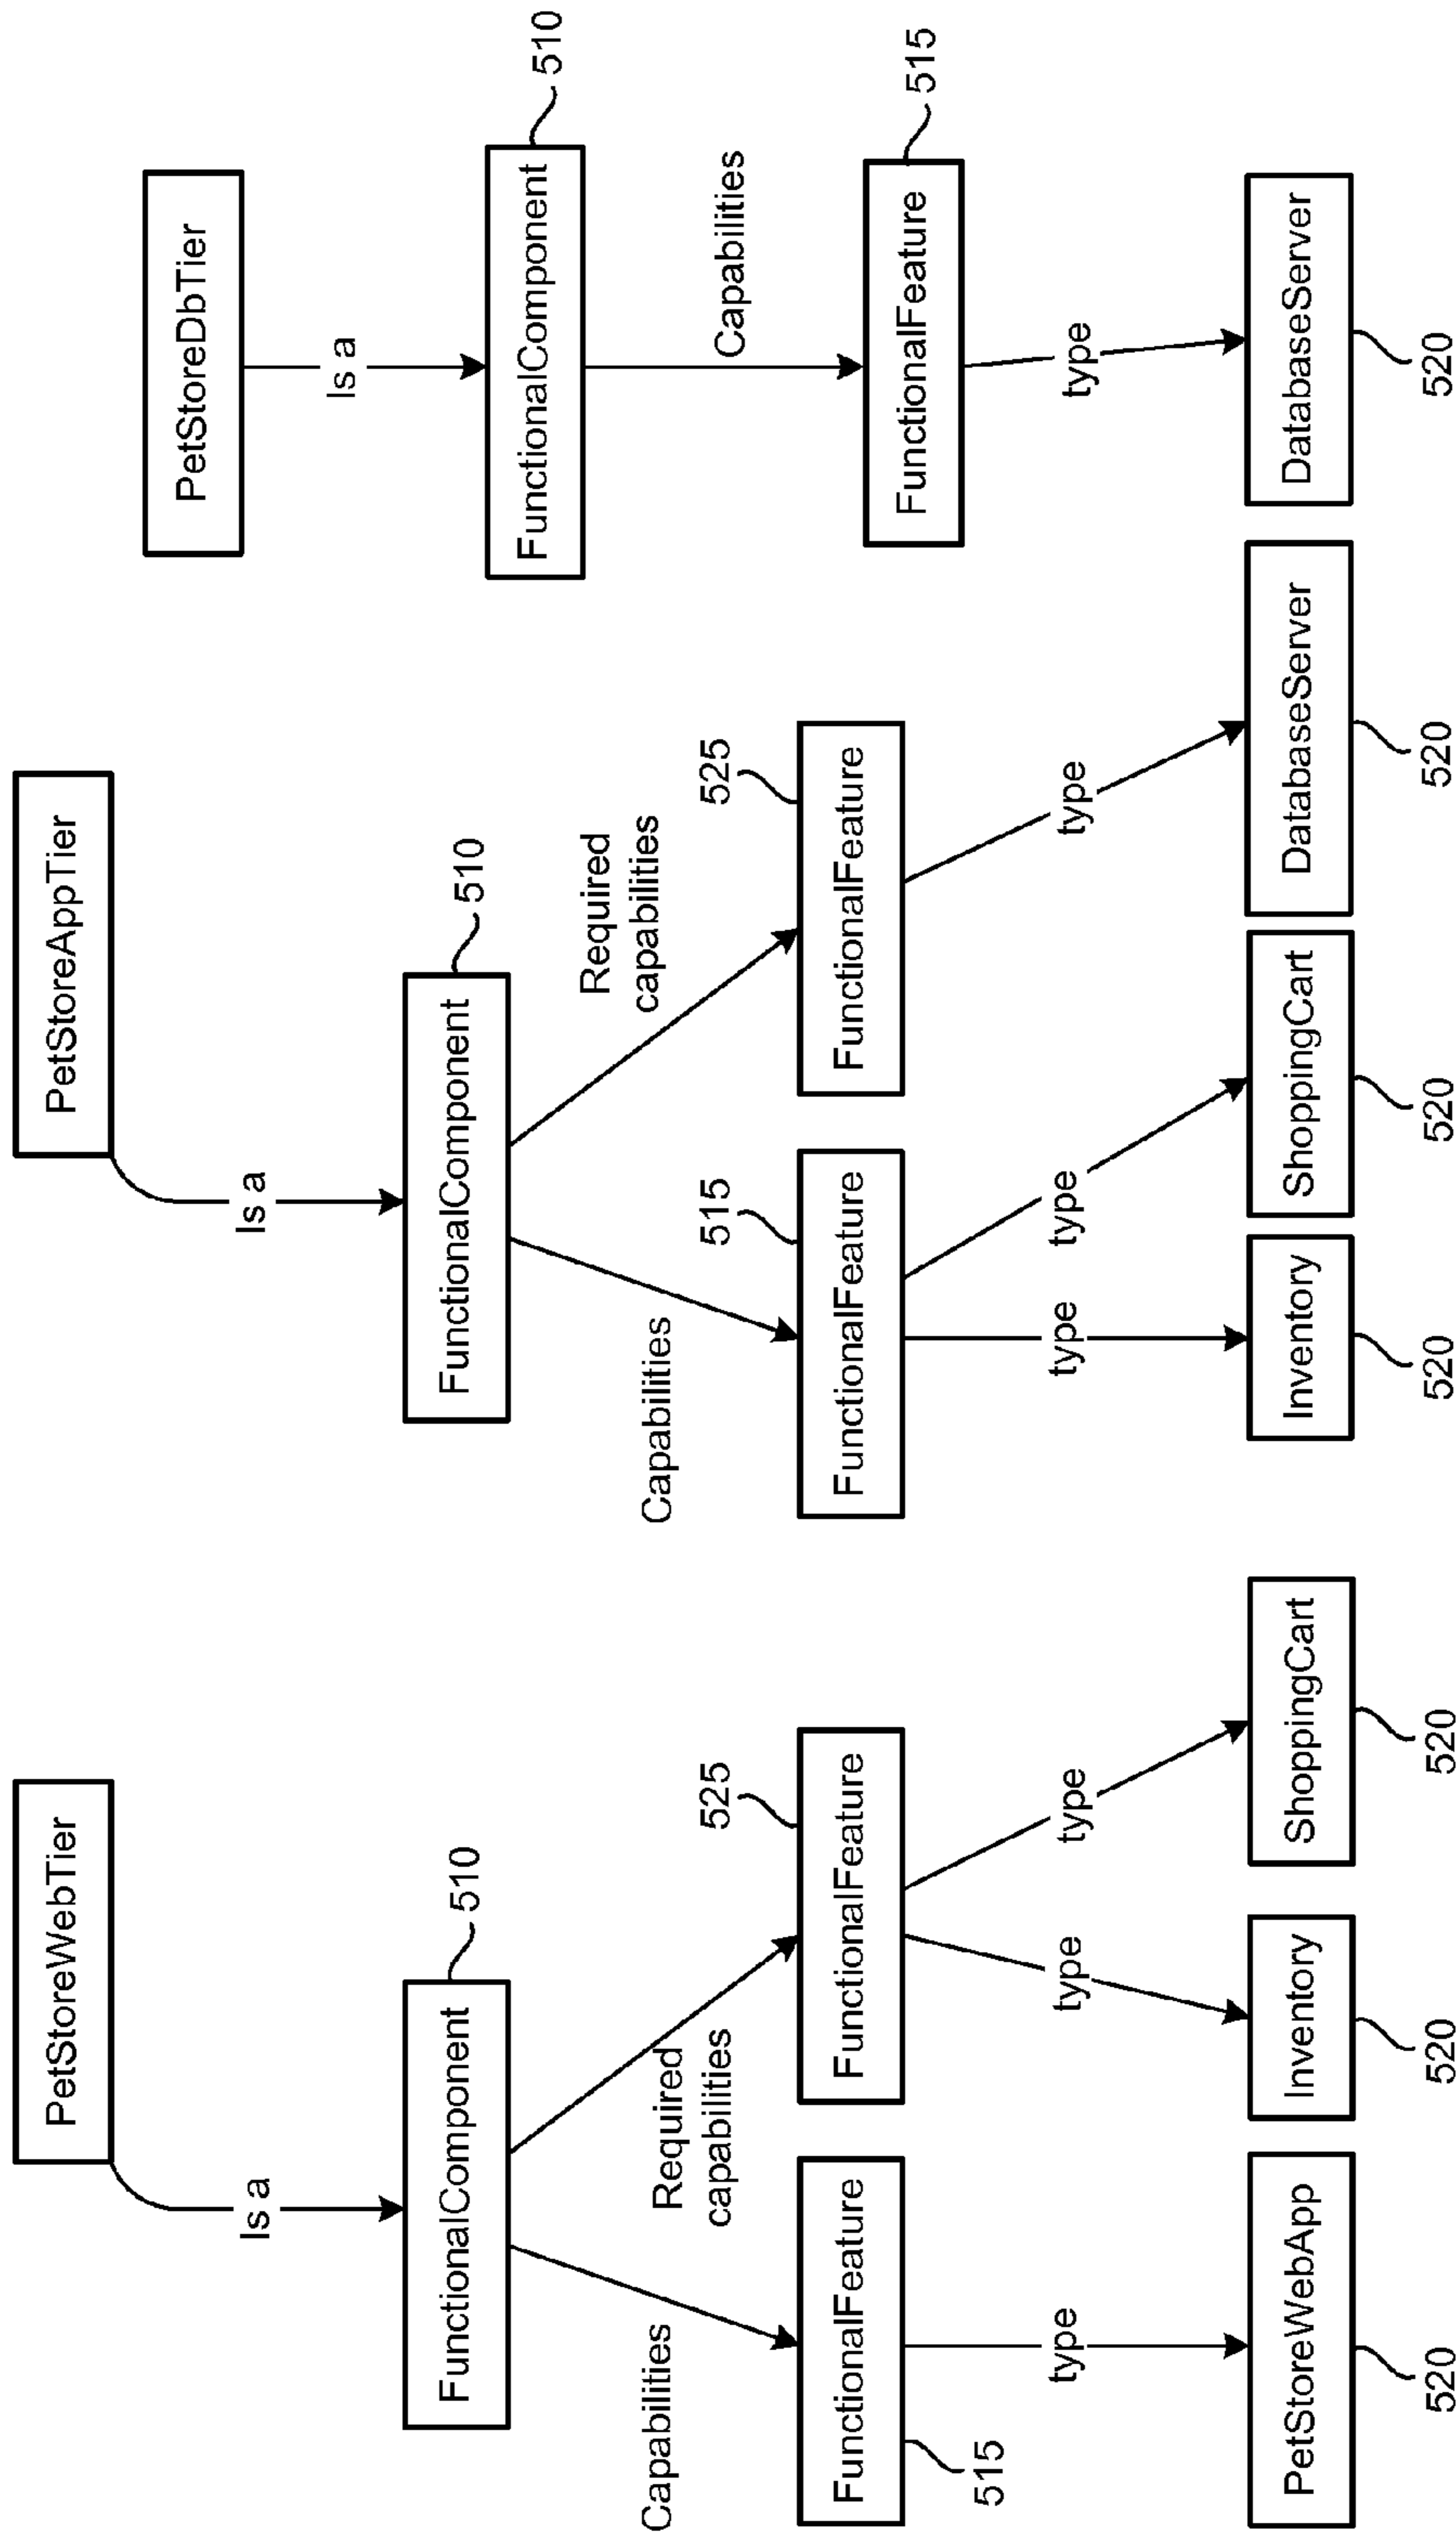 PetStoreWebTier
Is a
FunctionalComponent
510
Capabilities
Required
capabilities
FunctionalFeature
515
FunctionalFeature
525
type
type
type
PetStoreWebApp
520
Inventory
520
ShoppingCart
520
PetStoreAppTier
Is a
FunctionalComponent
510
Capabilities
Required
capabilities
FunctionalFeature
515
FunctionalFeature
525
type
type
type
Inventory
520
ShoppingCart
520
DatabaseServer
520
PetStoreDbTier
Is a
FunctionalComponent
510
Capabilities
FunctionalFeature
515
type
DatabaseServer
520